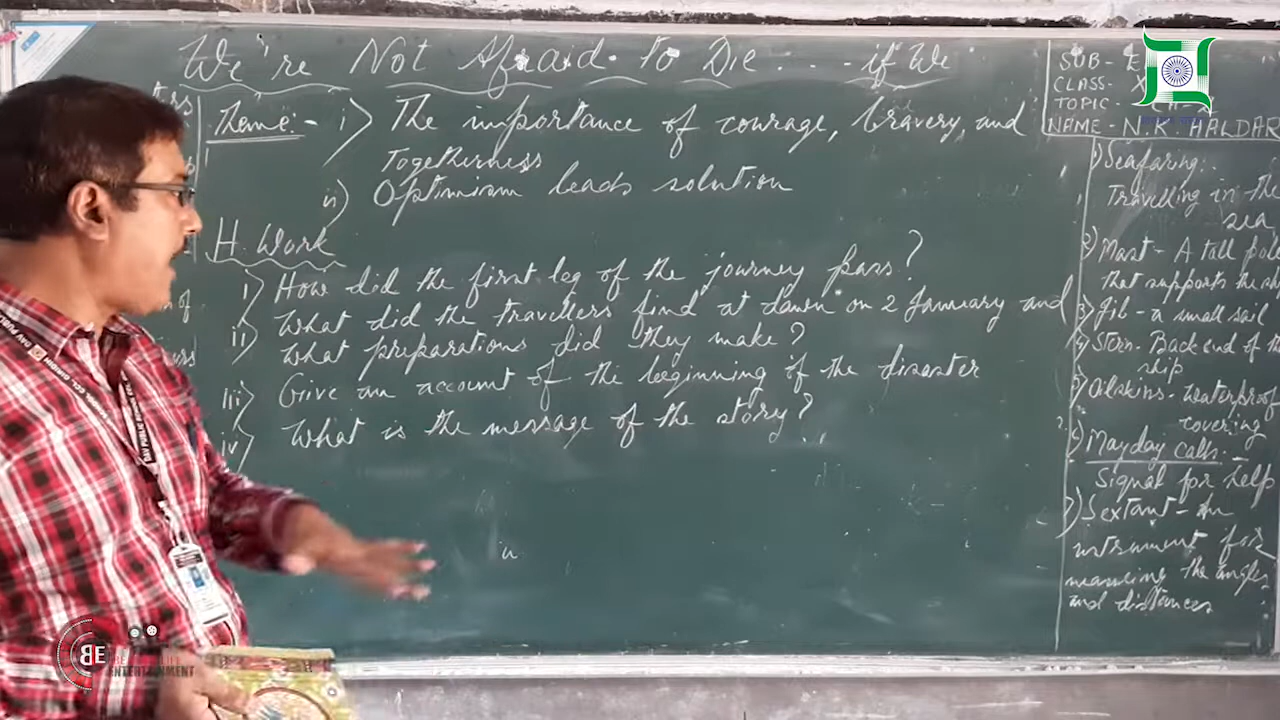 We're Not Afraid to Die ... if We
Theme:- i) The importance of courage, bravery, and
Togetherness
ii) Optimism leads solution
H. Work
i) How did the first leg of the journey pass?
ii) What did the travellers find at dawn on 2 January and
what preparations did they make?
iii) Give an account of the beginning of the disaster
iv) What is the message of the story?
SUB - E
CLASS - X
TOPIC -
NAME - N.K. HALDAR
1) Seafaring..
Travelling in the
sea
2) Mast - A tall pole
that supports the
3) Jib - a small sail
4) Stern - Back end of the
ship
5) Oilskins - waterproof
covering
6) Mayday calls -
Signal for help
7) Sextant - An
instrument for
measuring the angles
and distances
of
DAV PUBLIC
ENTERTAINMENT